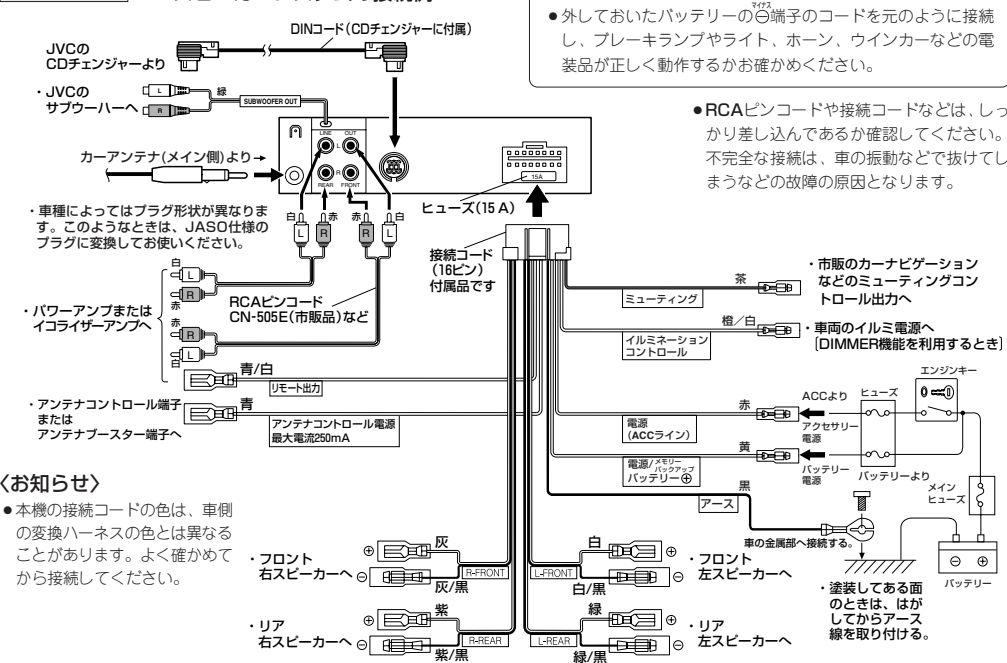 DINコード(CDチェンジャーに付属)
JVCの
CDチェンジャーより
・JVCの
サブウーハーへ
L
R
緑
SUBWOOFER OUT
LINE OUT
L
R
REAR FRONT
15A
カーアンテナ(メイン側)より
ヒューズ(15 A)
・車種によってはプラグ形状が異なりま
す。このようなときは、JASO仕様の
プラグに変換してお使いください。
白 赤 赤 白
L R R L
接続コード
(16ピン)
付属品です
RCAピンコード
CN-505E(市販品)など
・パワーアンプまたは
イコライザーアンプへ
白
L
R
赤
赤
R
L
白
青/白
リモート出力
・アンテナコントロール端子
または
アンテナブースター端子へ
青
アンテナコントロール電源
最大電流250mA
〈お知らせ〉
●本機の接続コードの色は、車側
の変換ハーネスの色とは異なる
ことがあります。よく確かめて
から接続してください。
・フロント
右スピーカーへ
⊕ 灰
⊖ 灰/黒
R-FRONT
・リア
右スピーカーへ
⊕ 紫
⊖ 紫/黒
R-REAR
白 ⊕
白/黒 ⊖
L-FRONT
・フロント
左スピーカーへ
緑 ⊕
緑/黒 ⊖
L-REAR
・リア
左スピーカーへ
●外しておいたバッテリーの⊖端子のコードを元のように接続
マイナス
し、ブレーキランプやライト、ホーン、ウインカーなどの電
装品が正しく動作するかお確かめください。
●RCAピンコードや接続コードなどは、しっ
かり差し込んであるか確認してください。
不完全な接続は、車の振動などで抜けてし
まうなどの故障の原因となります。
茶
ミューティング
・市販のカーナビゲーション
などのミューティングコン
トロール出力へ
橙/白
イルミネーション
コントロール
・車両のイルミ電源へ
[DIMMER機能を利用するとき]
赤
電源
(ACCライン)
ACCより
アクセサリー
電源
ヒューズ
エンジンキー
黄
電源/メモリーバックアップ
バッテリー⊕
バッテリー
電源
バッテリーより
メイン
ヒューズ
黒
アース
車の金属部へ接続する。
・塗装してある面
のときは、はが
してからアース
線を取り付ける。
⊖ ⊕
バッテリー